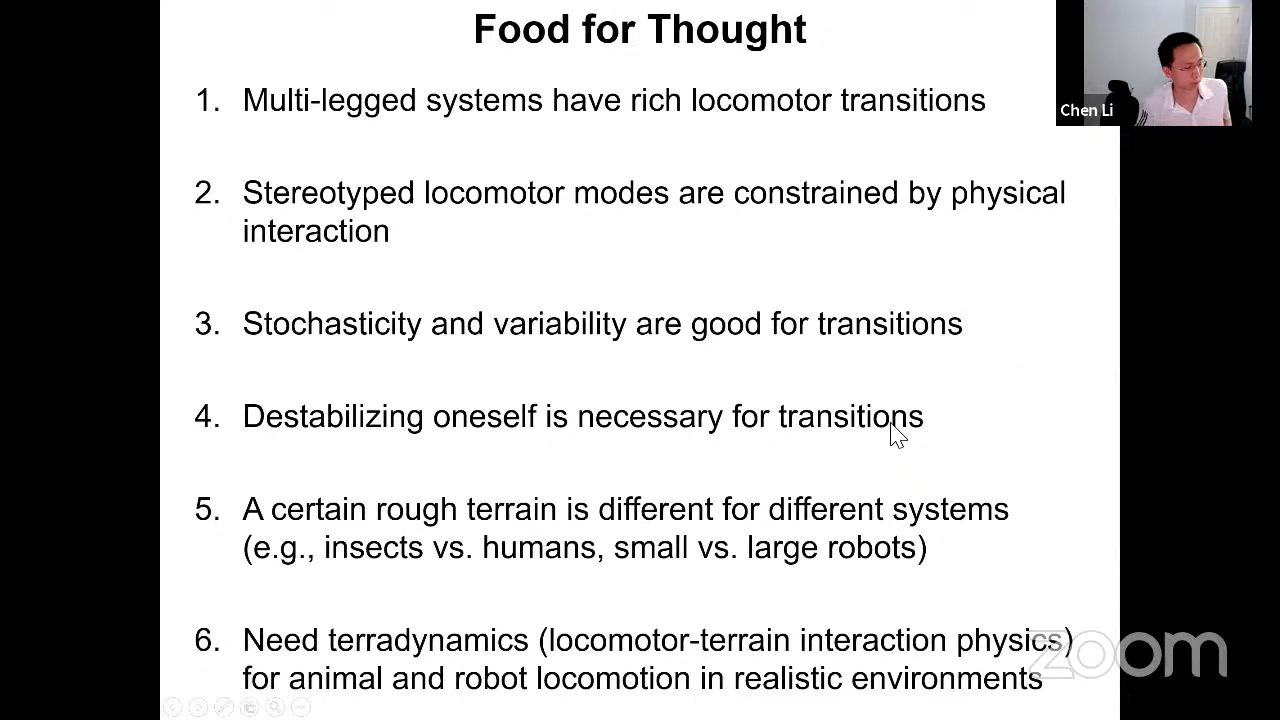 Food for Thought
Chen Li
1. Multi-legged systems have rich locomotor transitions
2. Stereotyped locomotor modes are constrained by physical
interaction
3. Stochasticity and variability are good for transitions
4. Destabilizing oneself is necessary for transitions
5. A certain rough terrain is different for different systems
(e.g., insects vs. humans, small vs. large robots)
6. Need terradynamics (locomotor-terrain interaction physics)
for animal and robot locomotion in realistic environments
zoom